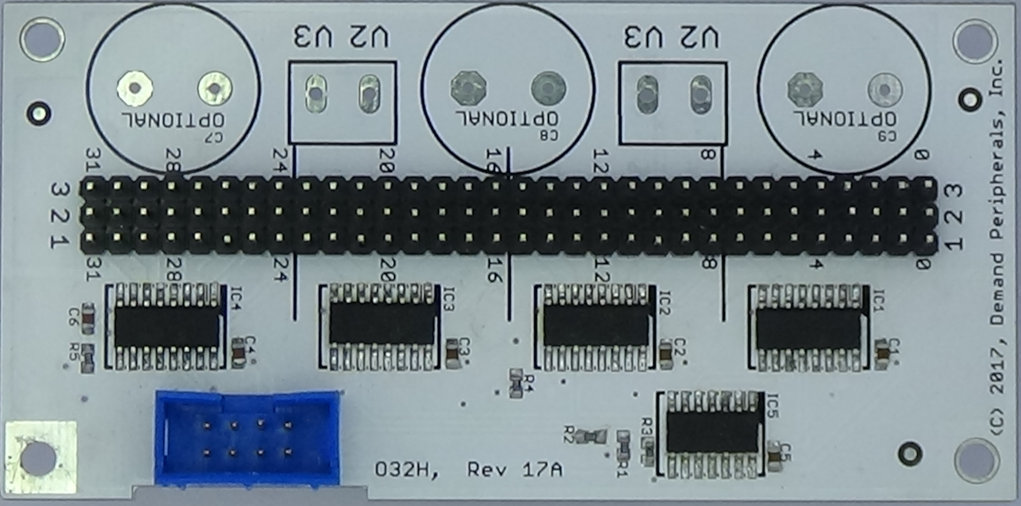 V2 V3
V2 V3
C7
OPTIONAL
C8
OPTIONAL
C9
OPTIONAL
31 28 24 20 16 12 8 4 0
3 3
2 2
1 1
31 28 24 20 16 12 8 4 0
C6
R5
IC4
C4
IC3
C3
IC2
C2
IC1
C1
R4
IC5
R2
R1
R3
C5
O32H, Rev 17A
(C) 2017, Demand Peripherals, Inc.